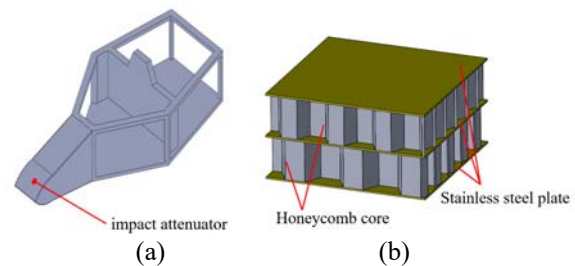 impact attenuator
Honeycomb core
Stainless steel plate
(a)
(b)